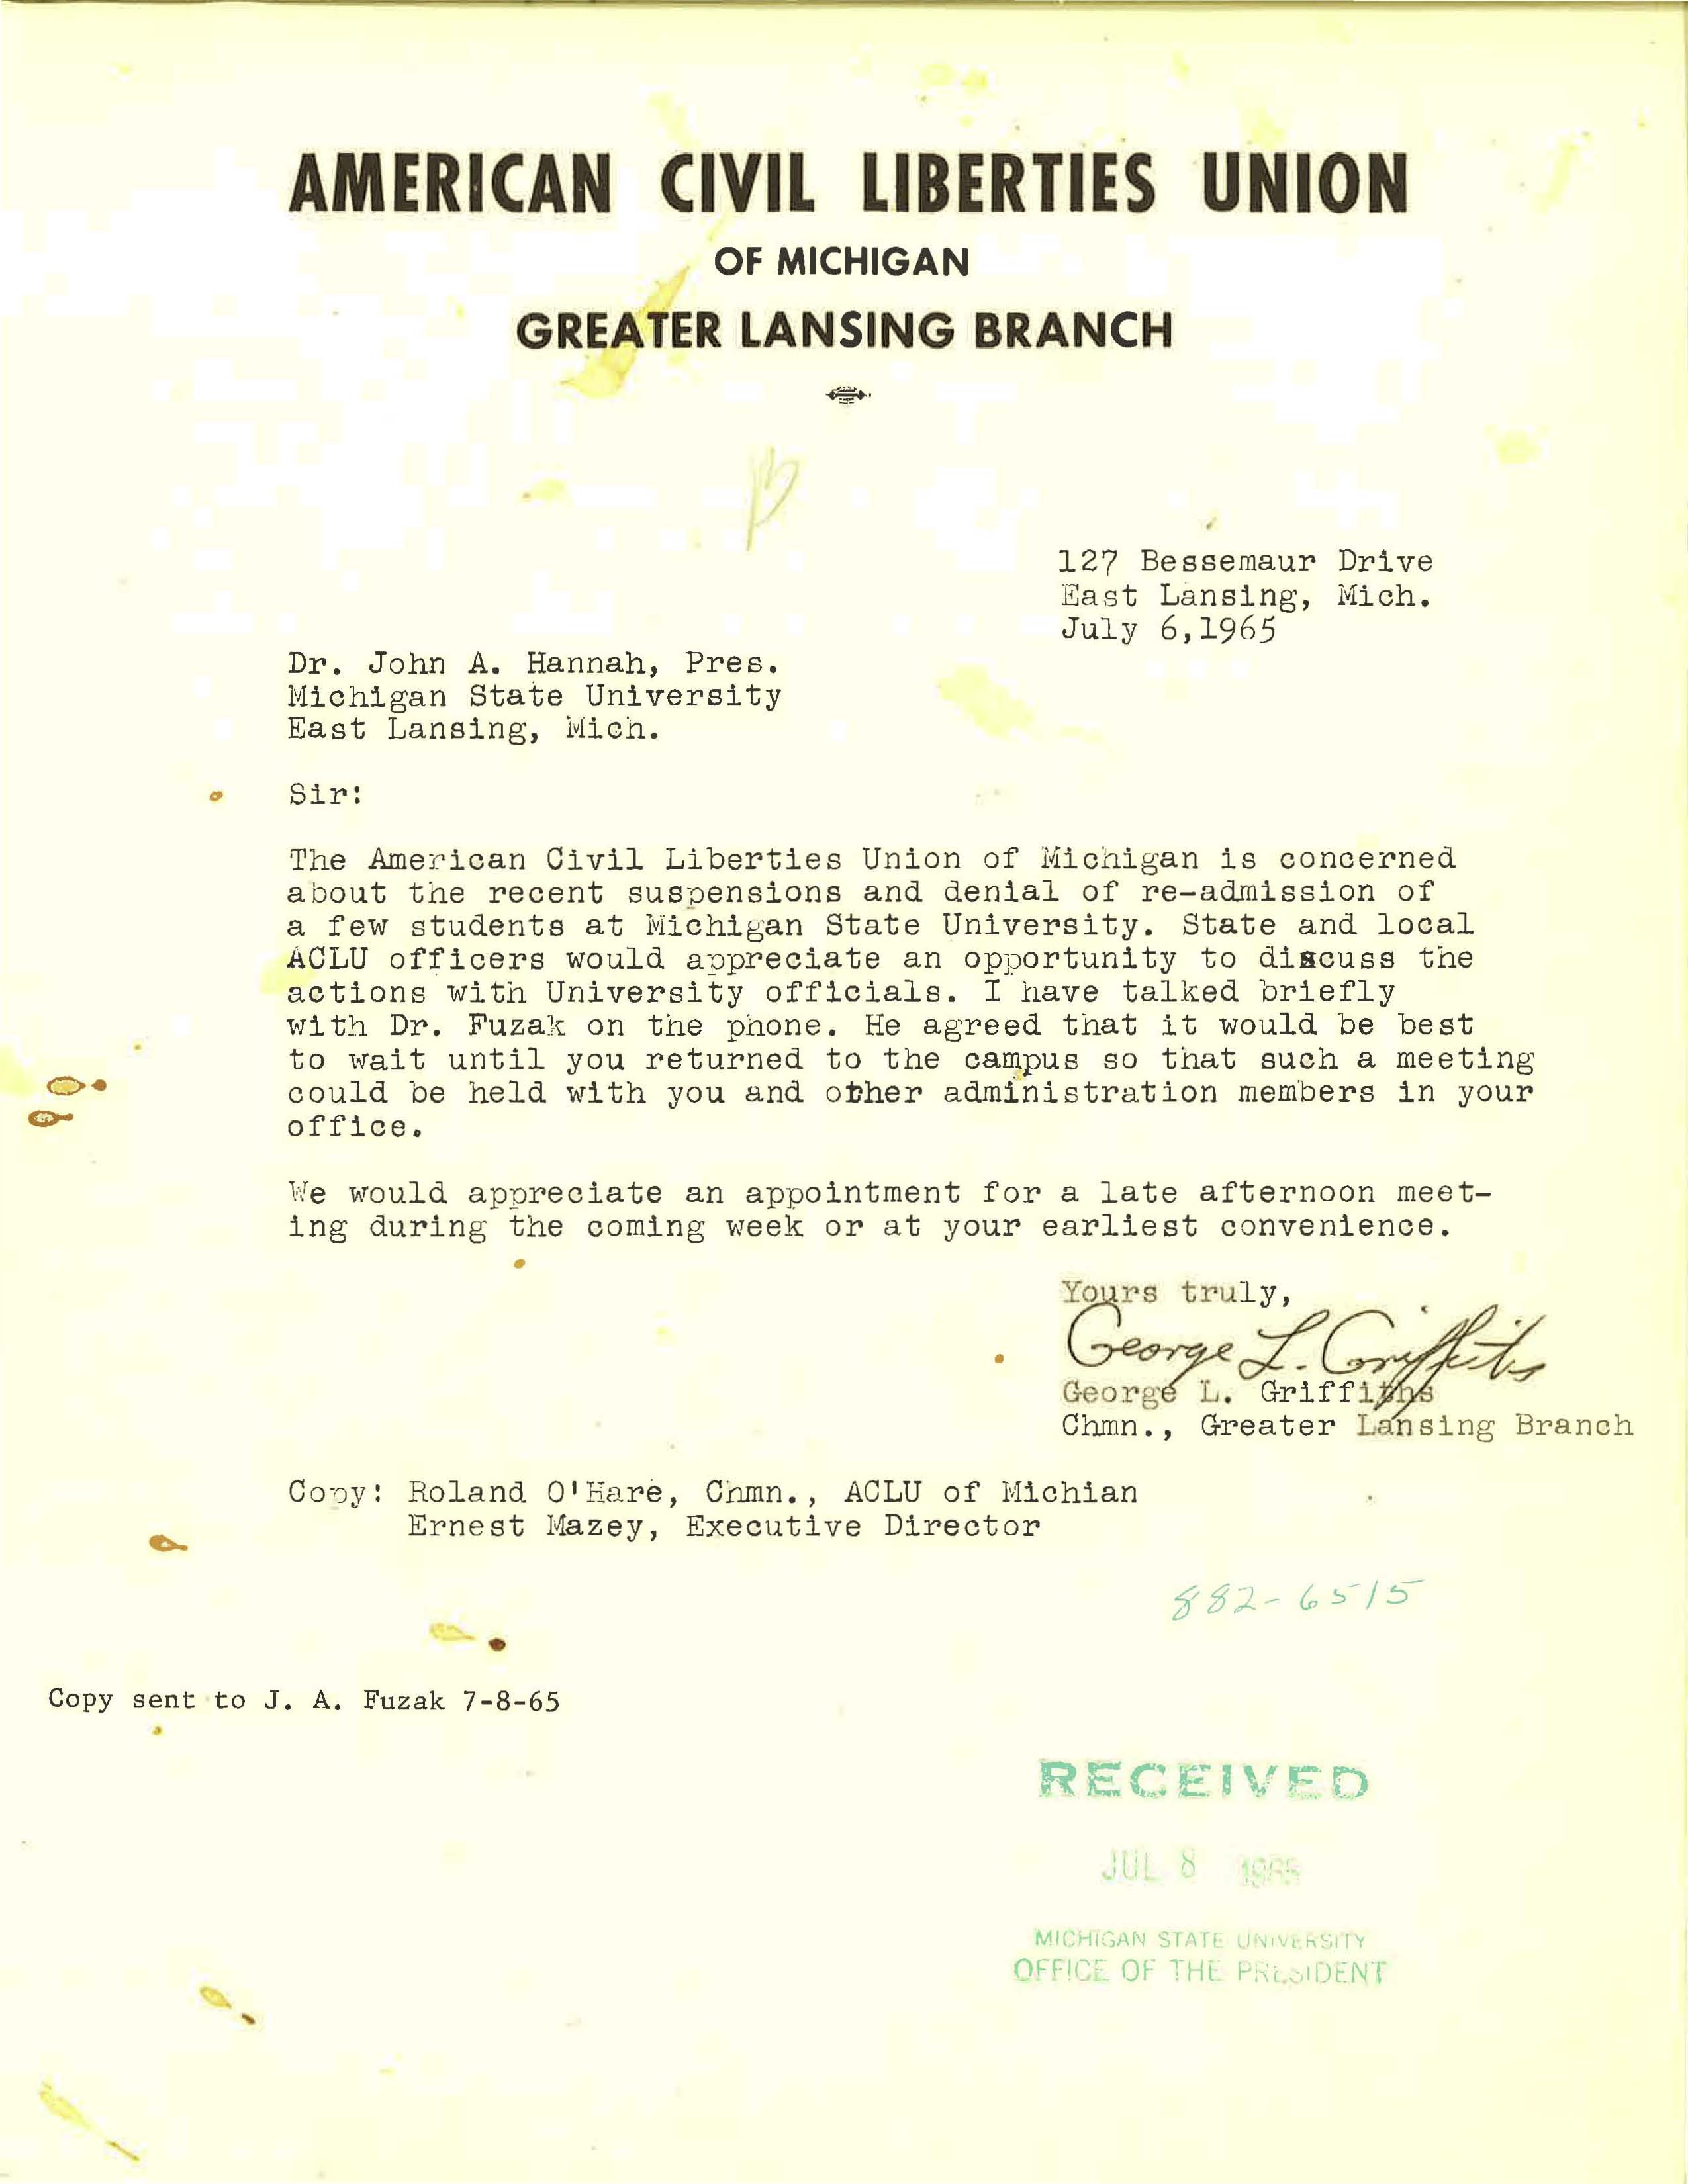 AMERICAN CIVIL LIBERTIES UNION
OF MICHIGAN
GREATER LANSING BRANCH
127 Bessemaur Drive
East Lansing, Mich.
July 6,1965
Dr. John A. Hannah, Pres.
Michigan State University
East Lansing, Mich.
Sir:
The American Civil Liberties Union of Michigan is concerned
about the recent suspensions and denial of re-admission of
a few students at Michigan State University. State and local
ACLU officers would appreciate an opportunity to discuss the
actions with University officials. I have talked briefly
with Dr. Fuzak on the phone. He agreed that it would be best
to wait until you returned to the campus so that such a meeting
could be held with you and other administration members in your
office.
We would appreciate an appointment for a late afternoon meet-
ing during the coming week or at your earliest convenience.
Yours truly,
George L. Griffiths
George L. Griffiths
Chmn., Greater Lansing Branch
Copy: Roland O'Hare, Chmn., ACLU of Michian
Ernest Mazey, Executive Director
882-6515
Copy sent to J. A. Fuzak 7-8-65
RECEIVED
JUL 8 1965
MICHIGAN STATE UNIVERSITY
OFFICE OF THE PRESIDENT